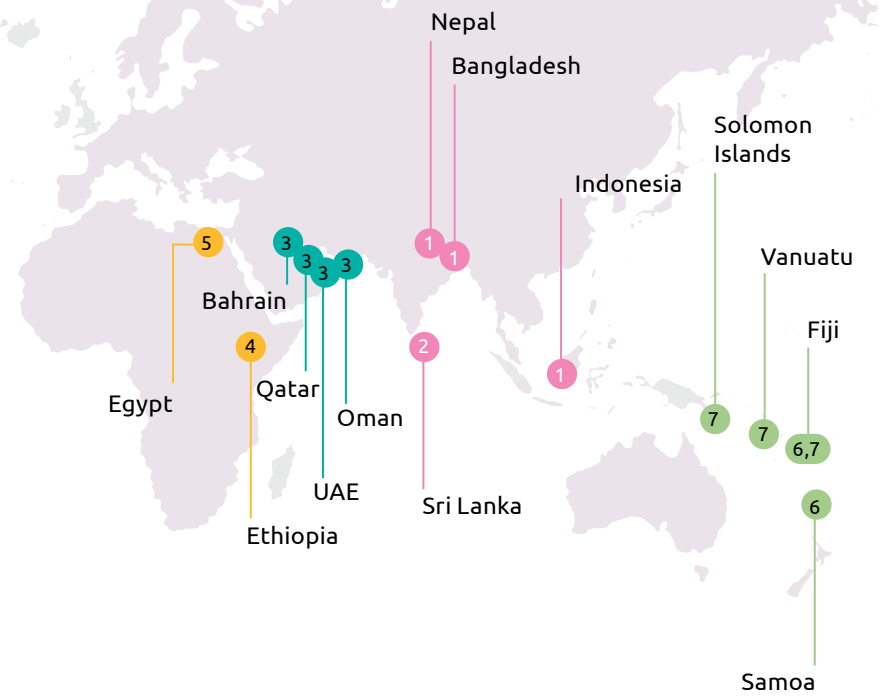 Nepal
Bangladesh
Solomon
Islands
Indonesia
Vanuatu
Fiji
5
3
3
3
3
1
1
Bahrain
4
2
1
Qatar
Egypt
Oman
7
7
6,7
UAE
Sri Lanka
6
Ethiopia
Samoa